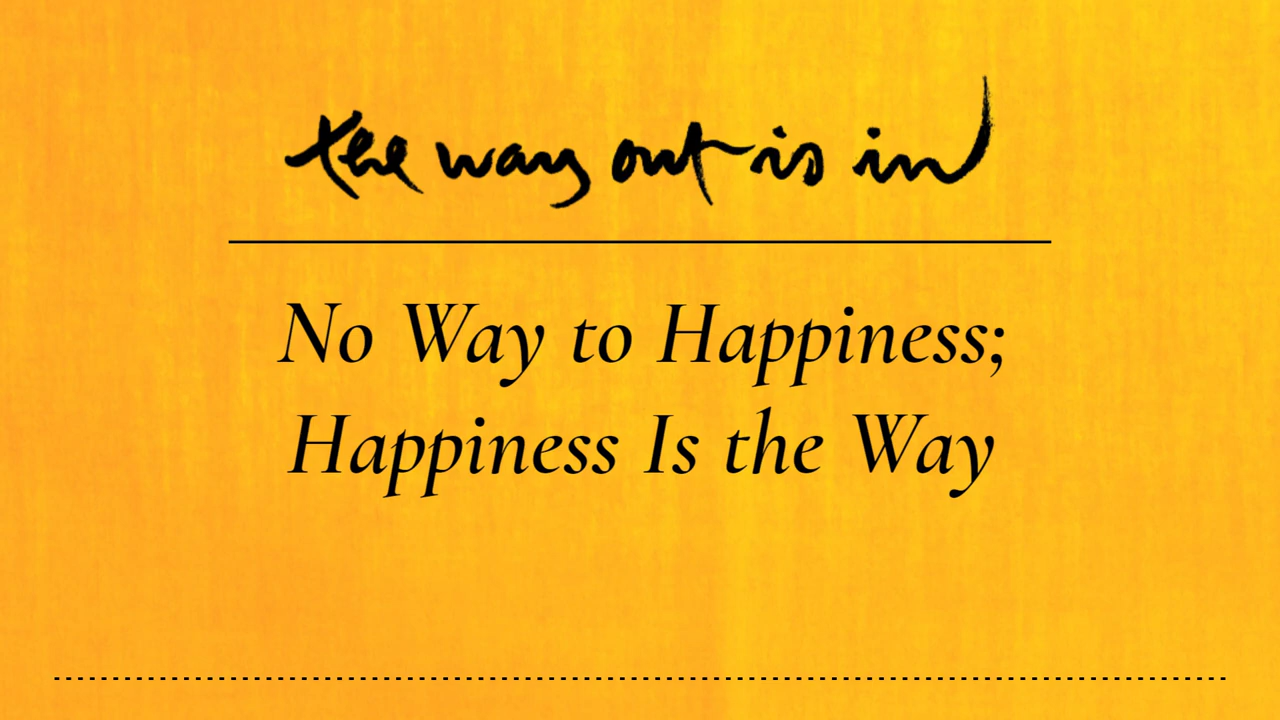 the way out is in
No Way to Happiness;
Happiness Is the Way